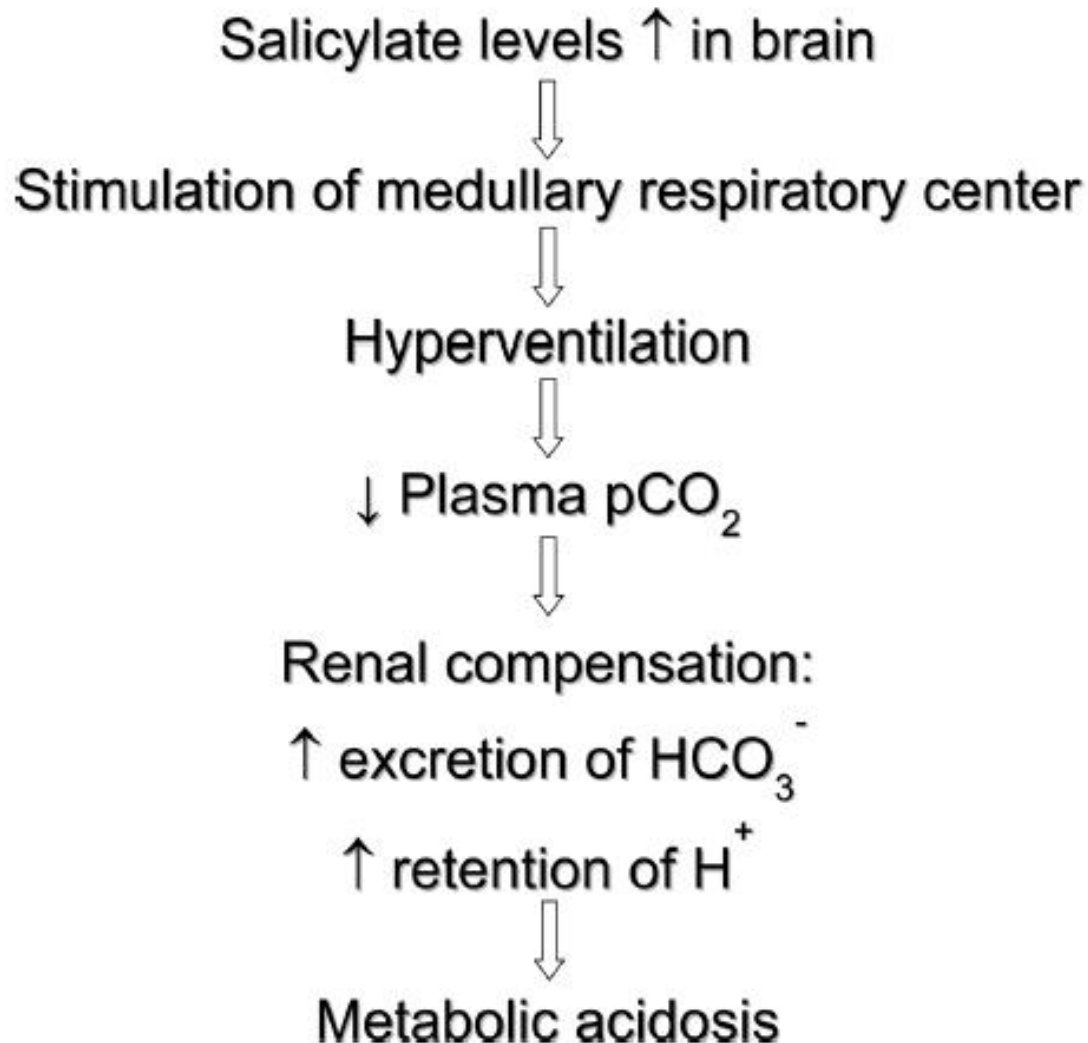 Salicylate levels ↑ in brain
Stimulation of medullary respiratory center
Hyperventilation
↓ Plasma pCO₂
Renal compensation:
↑ excretion of HCO₃⁻
↑ retention of H⁺
Metabolic acidosis